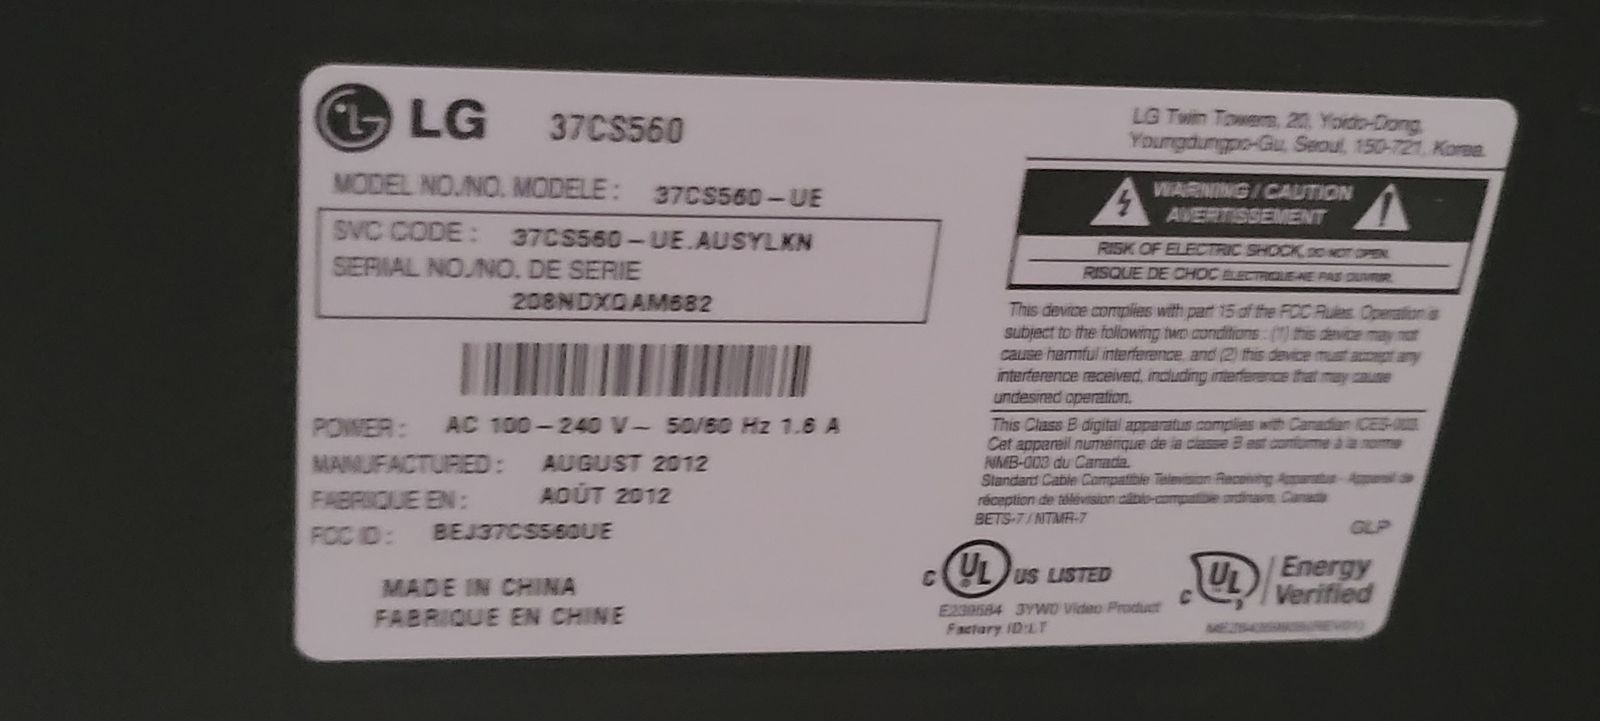 LG 37CS560
MODEL NO./NO. MODELE : 37CS560-UE
SVC CODE : 37CS560-UE.AUSYLKN
SERIAL NO./NO. DE SERIE
208NDXQAM682
POWER : AC 100-240 V~ 50/60 Hz 1.6 A
MANUFACTURED : AUGUST 2012
FABRIQUE EN : AOÛT 2012
FCC ID : BEJ37CS560UE
MADE IN CHINA
FABRIQUE EN CHINE
LG Twin Towers, 20, Yoido-Dong,
Youngdungpo-Gu, Seoul, 150-721, Korea.
WARNING / CAUTION
AVERTISSEMENT
RISK OF ELECTRIC SHOCK, DO NOT OPEN.
RISQUE DE CHOC ELECTRIQUE-NE PAS OUVRIR.
This device complies with part 15 of the FCC Rules. Operation is
subject to the following two conditions : (1) this device may not
cause harmful interference, and (2) this device must accept any
interference received, including interference that may cause
undesired operation.
This Class B digital apparatus complies with Canadian ICES-003.
Cet appareil numérique de la classe B est conforme à la norme
NMB-003 du Canada.
Standard Cable Compatible Television Receiving Apparatus - Appareil de
réception de télévision câblo-compatible ordinaire, Canada
BETS-7 / NTMR-7
GLP
C UL US LISTED
E239584 3YW0 Video Product
Factory ID:LT
C UL Energy
Verified